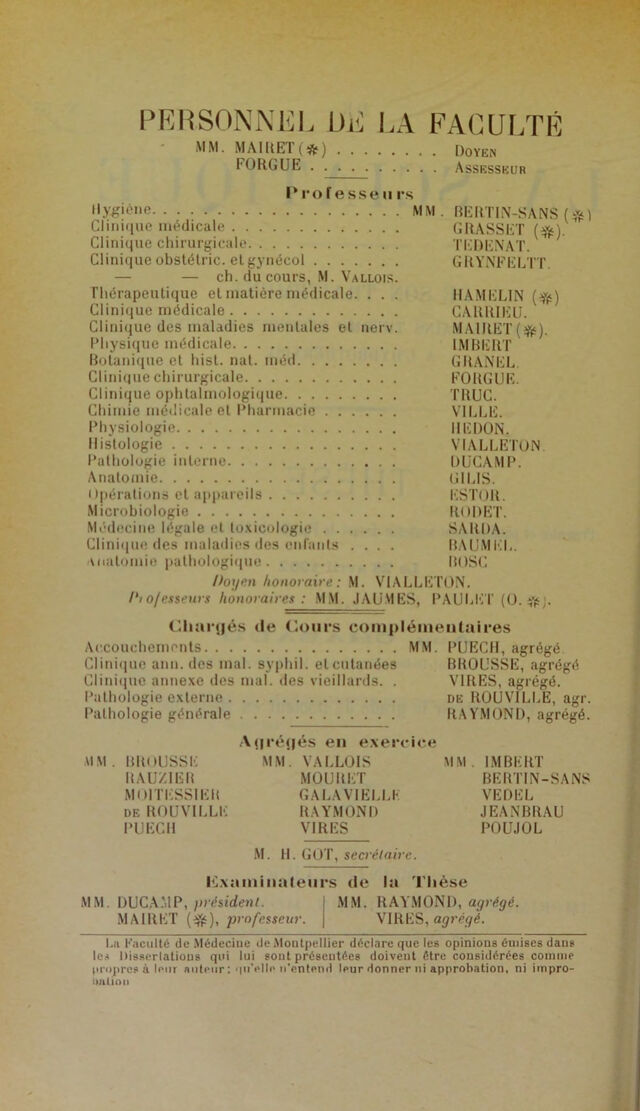 PERSONNEL DE LA FACULTÉ
MM. MAIRET (✻) . . . . . . . . DOYEN
FORGUE . . . . . . . . . . ASSESSEUR
Professeurs
Hygiène. . . . . . . . . . . . . . . . . . . MM. BERTIN-SANS (✻)
Clinique médicale . . . . . . . . . . . . . GRASSET (✻).
Clinique chirurgicale. . . . . . . . . . . . TEDENAT.
Clinique obstétric. et gynécol . . . . . . . GRYNFELTT.
— — ch. du cours, M. VALLOIS.
Thérapeutique et matière médicale. . . . HAMELIN (✻)
Clinique médicale . . . . . . . . . . . . . CARRIEU.
Clinique des maladies mentales et nerv. MAIRET (✻).
Physique médicale. . . . . . . . . . . . . IMBERT
Botanique et hist. nat. méd. . . . . . . . GRANEL.
Clinique chirurgicale. . . . . . . . . . . . FORGUE.
Clinique ophtalmologique. . . . . . . . . TRUC.
Chimie médicale et Pharmacie . . . . . . VILLE.
Physiologie. . . . . . . . . . . . . . . . . HEDON.
Histologie . . . . . . . . . . . . . . . . . VIALLETON.
Pathologie interne. . . . . . . . . . . . . DUCAMP.
Anatomie. . . . . . . . . . . . . . . . . . GILIS.
Opérations et appareils . . . . . . . . . . ESTOR.
Microbiologie . . . . . . . . . . . . . . . RODET.
Médecine légale et toxicologie . . . . . . SARDA.
Clinique des maladies des enfants . . . . BAUMEL.
Anatomie pathologique . . . . . . . . . . BOSC
Doyen honoraire : M. VIALLETON.
Professeurs honoraires : MM. JAUMES, PAULET (O. ✻).
Chargés de Cours complémentaires
Accouchements. . . . . . . . . . . . . . . MM. PUECH, agrégé.
Clinique ann. des mal. syphil. et cutanées BROUSSE, agrégé
Clinique annexe des mal. des vieillards. . VIRES, agrégé.
Pathologie externe . . . . . . . . . . . . . DE ROUVILLE, agr.
Pathologie générale . . . . . . . . . . . . RAYMOND, agrégé.
Agrégés en exercice
MM. BROUSSE MM. VALLOIS MM. IMBERT
RAUZIER MOURET BERTIN-SANS
MOITESSIER GALAVIELLE VEDEL
DE ROUVILLE RAYMOND JEANBRAU
PUECH VIRES POUJOL
M. H. GOT, secrétaire.
Examinateurs de la Thèse
MM. DUCAMP, président. MM. RAYMOND, agrégé.
MAIRET (✻), professeur. VIRES, agrégé.
La Faculté de Médecine de Montpellier déclare que les opinions émises dans
les Dissertations qui lui sont présentées doivent être considérées comme
propres à leur auteur ; qu'elle n'entend leur donner ni approbation, ni impro-
bation